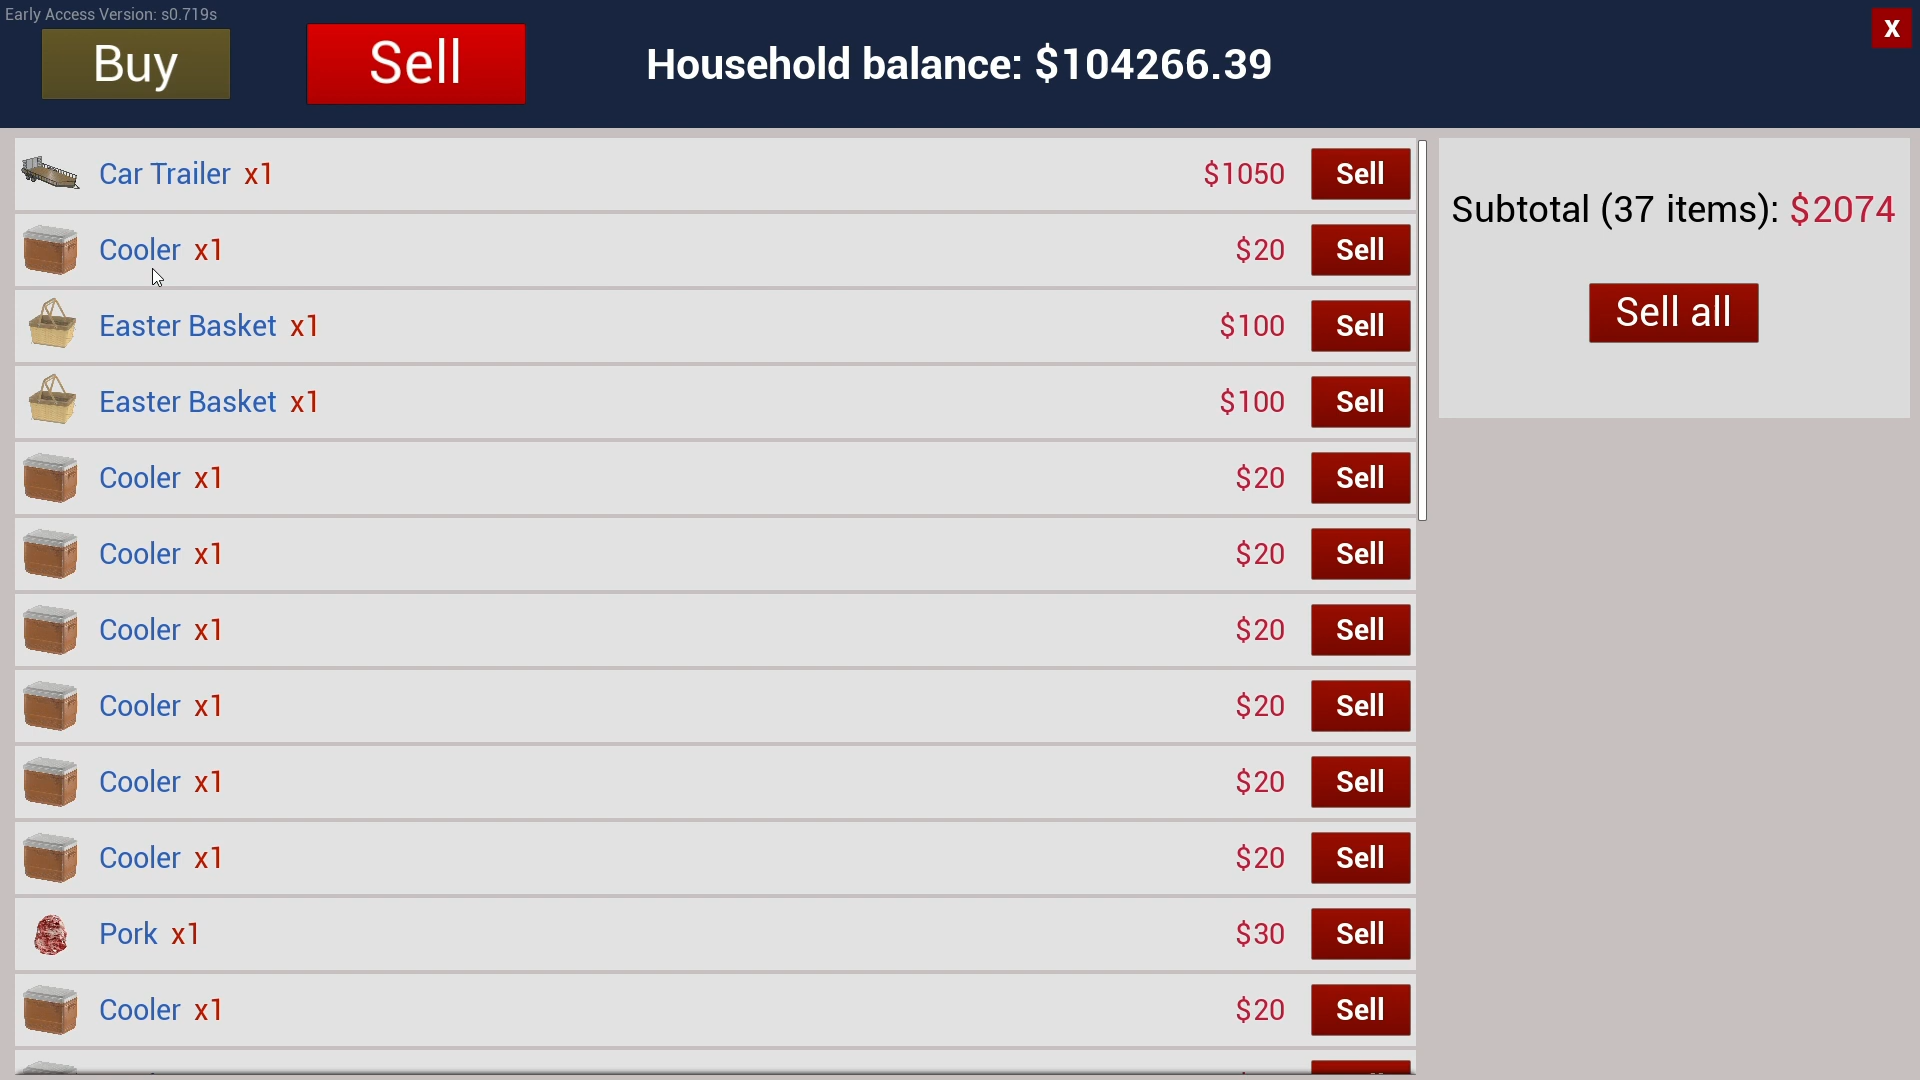 Early Access Version: s0.719s
Buy Sell Household balance: $104266.39 X
Car Trailer x1 $1050 Sell
Cooler x1 $20 Sell
Easter Basket x1 $100 Sell
Easter Basket x1 $100 Sell
Cooler x1 $20 Sell
Cooler x1 $20 Sell
Cooler x1 $20 Sell
Cooler x1 $20 Sell
Cooler x1 $20 Sell
Cooler x1 $20 Sell
Pork x1 $30 Sell
Cooler x1 $20 Sell
Subtotal (37 items): $2074
Sell all